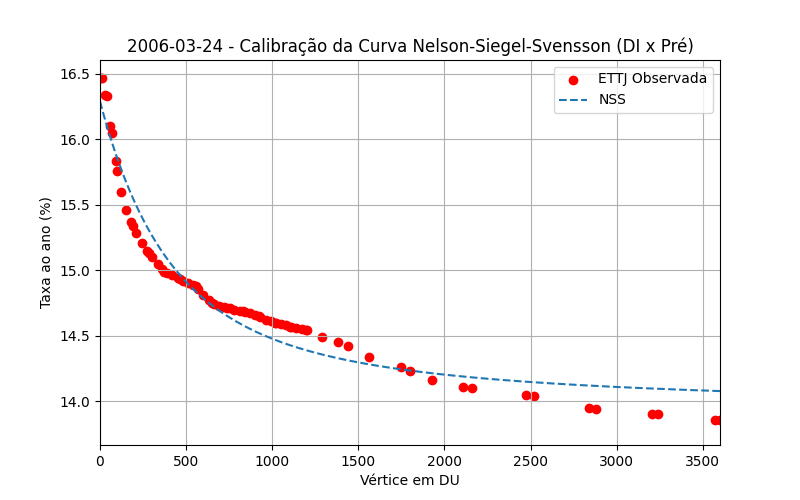 2006-03-24 - Calibração da Curva Nelson-Siegel-Svensson (DI x Pré)
ETTJ Observada
NSS
Taxa ao ano (%)
16.5
16.0
15.5
15.0
14.5
14.0
0 500 1000 1500 2000 2500 3000 3500
Vértice em DU